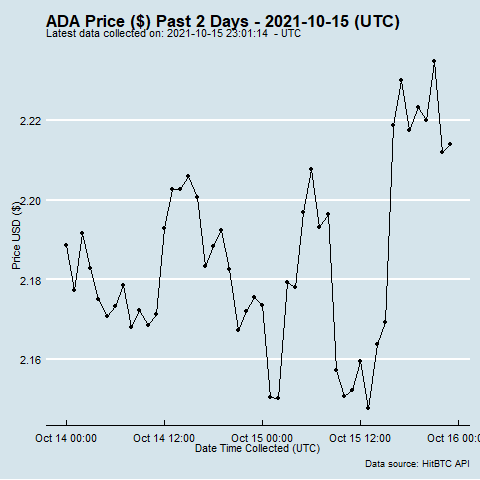 ADA Price ($) Past 2 Days - 2021-10-15 (UTC)
Latest data collected on: 2021-10-15 23:01:14  - UTC
2.22
2.20
2.18
2.16
Price USD ($)
Oct 14 00:00
Oct 14 12:00
Oct 15 00:00
Oct 15 12:00
Oct 16 00:0
Date Time Collected (UTC)
Data source: HitBTC API